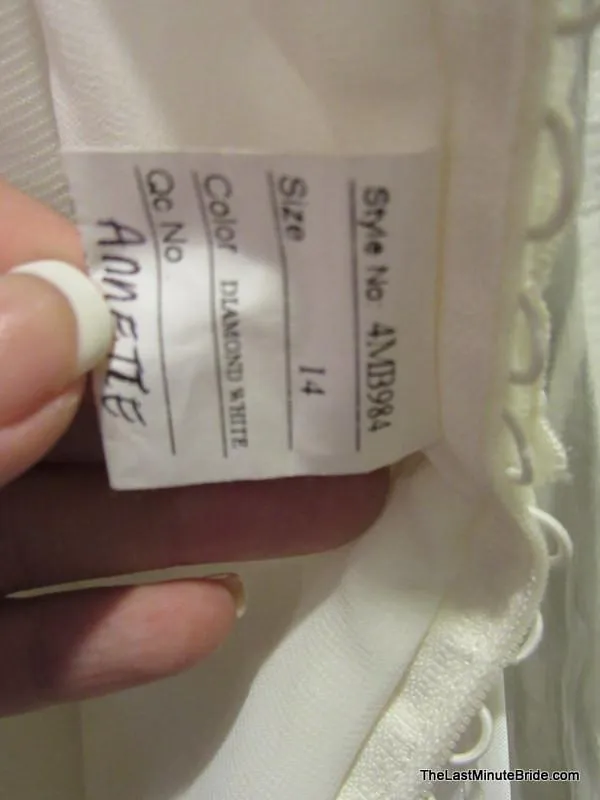 Style No 4MB984
Size 14
Color DIAMOND WHITE
Qc No
ANNETTE
TheLastMinuteBride.com